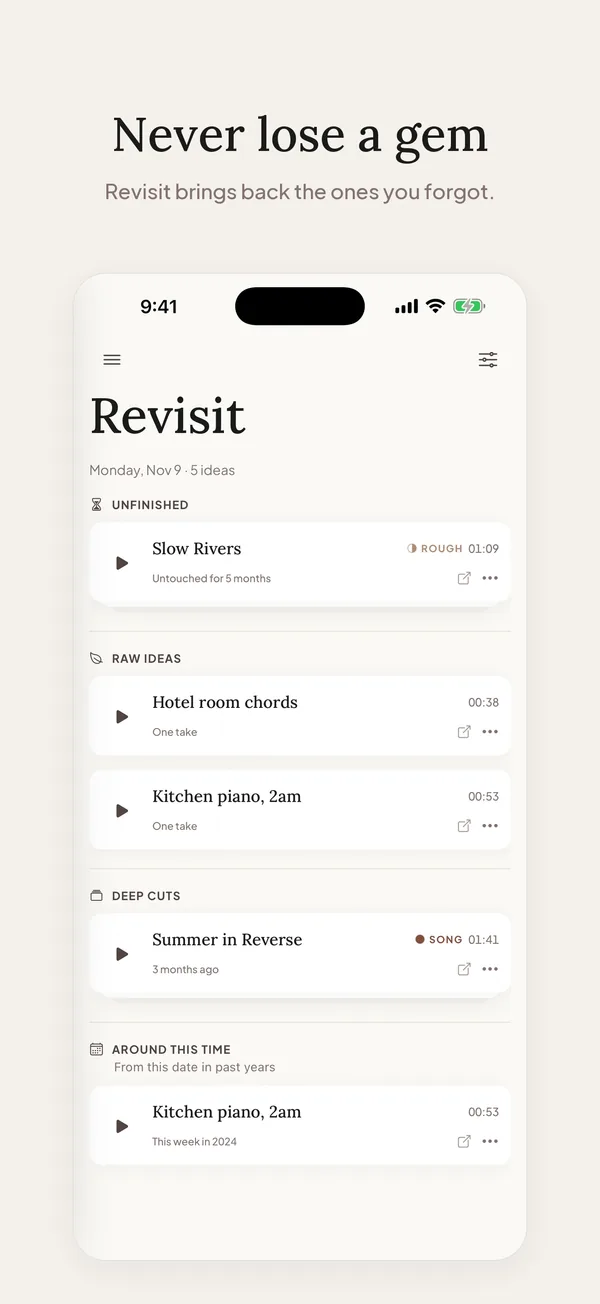 Never lose a gem
Revisit brings back the ones you forgot.
9:41
Revisit
Monday, Nov 9 · 5 ideas
UNFINISHED
Slow Rivers ROUGH 01:09
Untouched for 5 months
RAW IDEAS
Hotel room chords 00:38
One take
Kitchen piano, 2am 00:53
One take
DEEP CUTS
Summer in Reverse SONG 01:41
3 months ago
AROUND THIS TIME
From this date in past years
Kitchen piano, 2am 00:53
This week in 2024